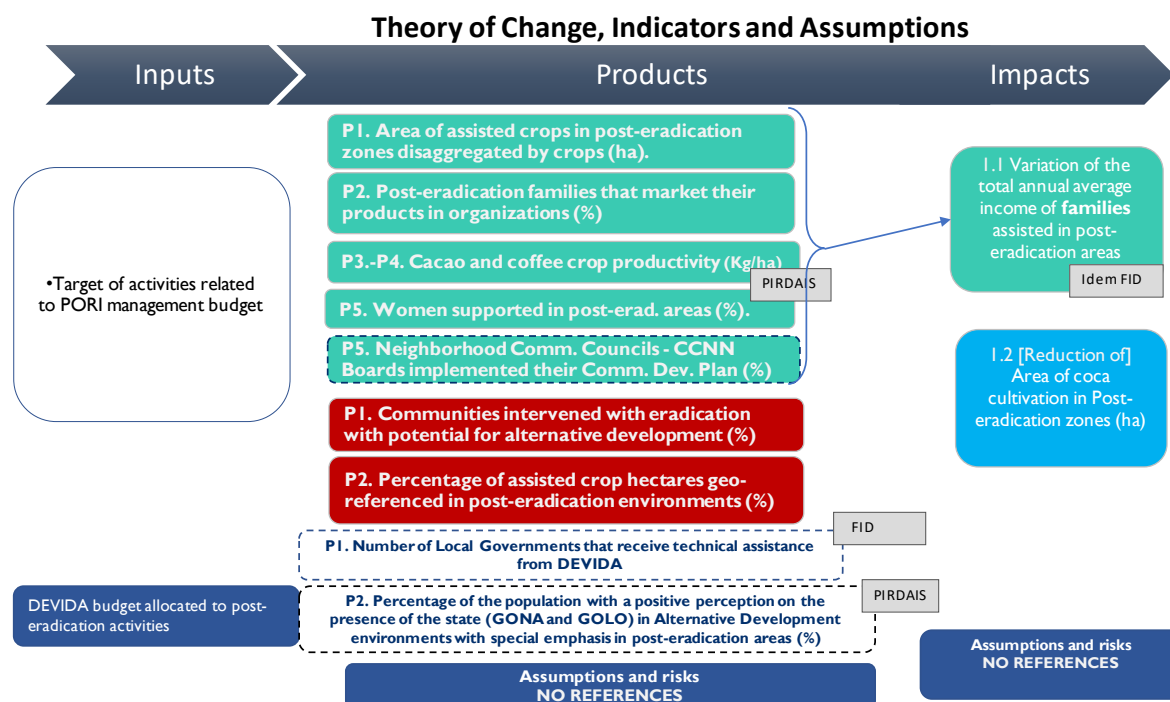 Theory of Change, Indicators and Assumptions
Inputs
Products
Impacts
•Target of activities related
to PORI management budget
DEVIDA budget allocated to post-
eradication activities
P1. Area of assisted crops in post-eradication
zones disaggregated by crops (ha).
P2. Post-eradication families that market their
products in organizations (%)
P3.-P4. Cacao and coffee crop productivity (Kg/ha)
PIRDAIS
P5. Women supported in post-erad. areas (%).
P5. Neighborhood Comm. Councils - CCNN
Boards implemented their Comm. Dev. Plan (%)
P1. Communities intervened with eradication
with potential for alternative development (%)
P2. Percentage of assisted crop hectares geo-
referenced in post-eradication environments (%)
FID
P1. Number of Local Governments that receive technical assistance
from DEVIDA
PIRDAIS
P2. Percentage of the population with a positive perception on the
presence of the state (GONA and GOLO) in Alternative Development
environments with special emphasis in post-eradication areas (%)
Assumptions and risks
NO REFERENCES
1.1 Variation of the
total annual average
income of families
assisted in post-
eradication areas
Idem FID
1.2 [Reduction of]
Area of coca
cultivation in Post-
eradication zones (ha)
Assumptions and risks
NO REFERENCES